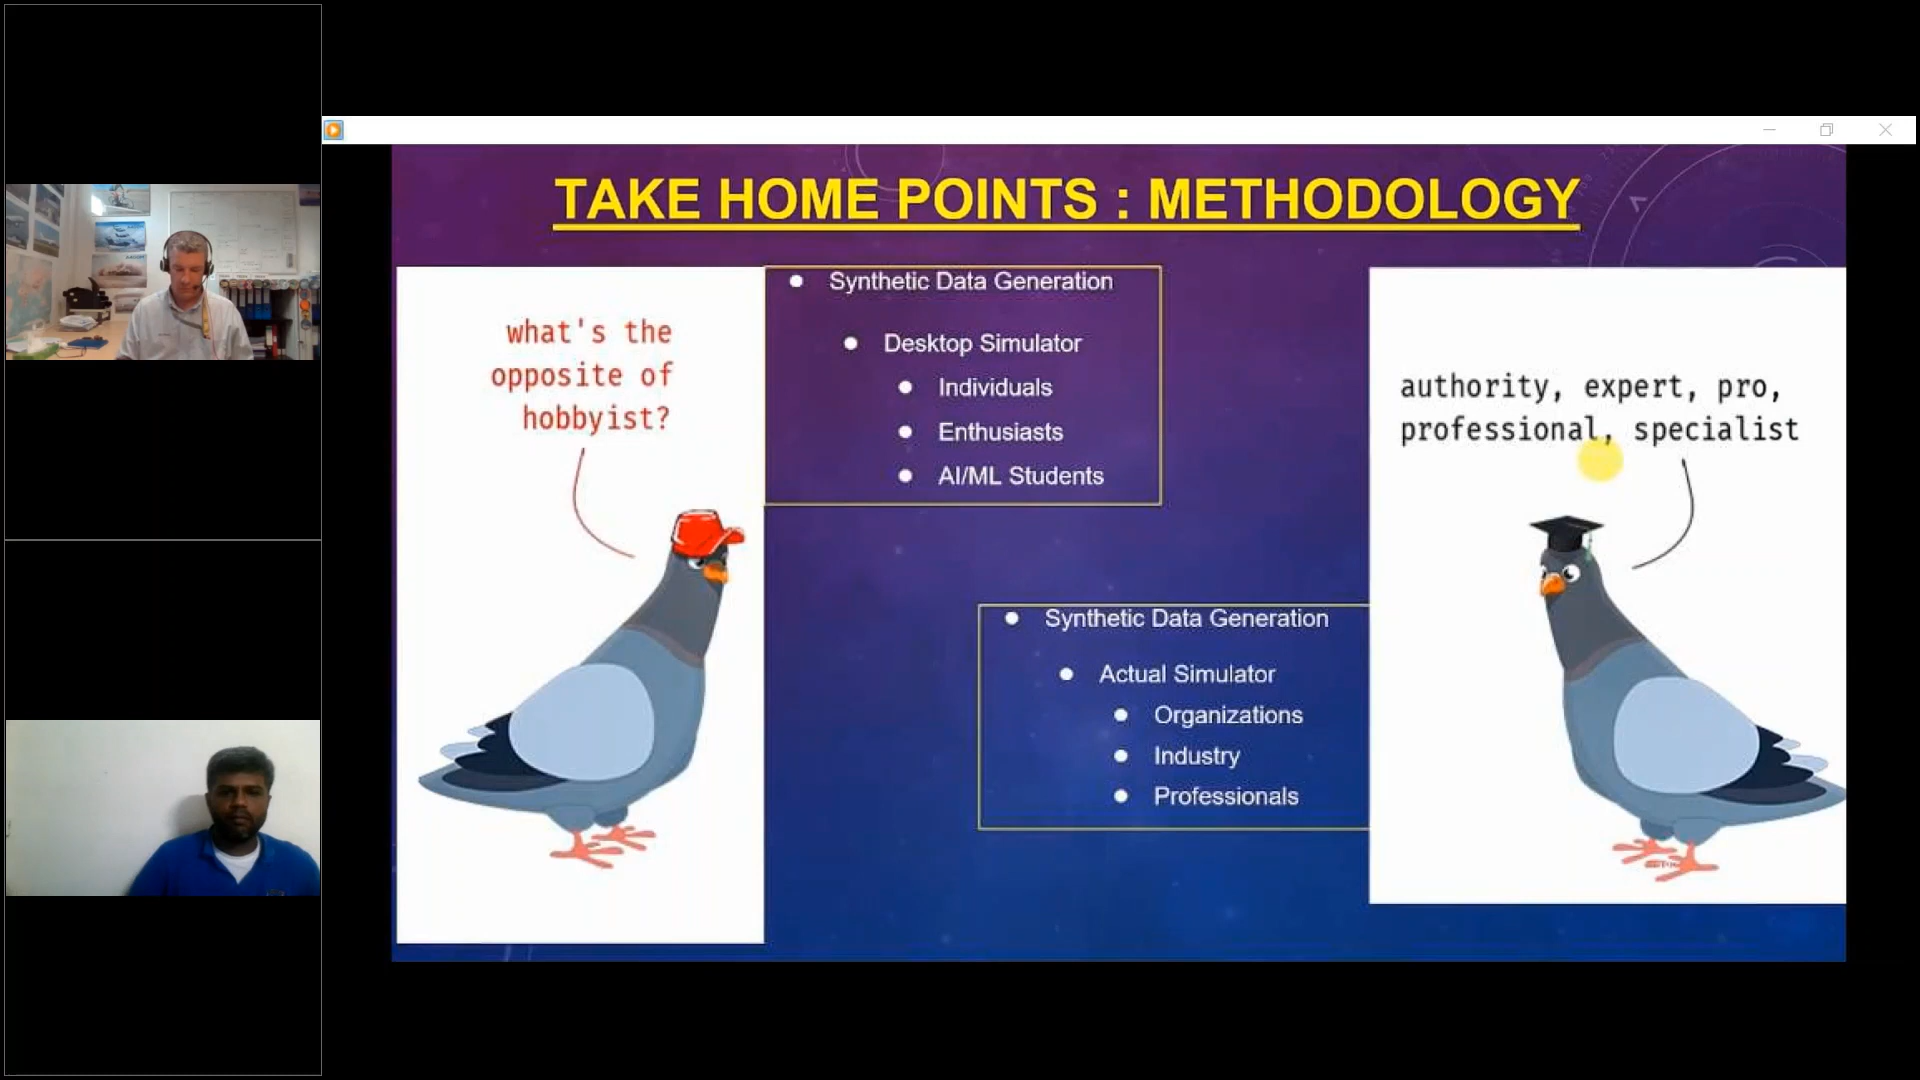 TAKE HOME POINTS : METHODOLOGY
what's the
opposite of
hobbyist?
Synthetic Data Generation
Desktop Simulator
Individuals
Enthusiasts
AI/ML Students
authority, expert, pro,
professional, specialist
Synthetic Data Generation
Actual Simulator
Organizations
Industry
Professionals